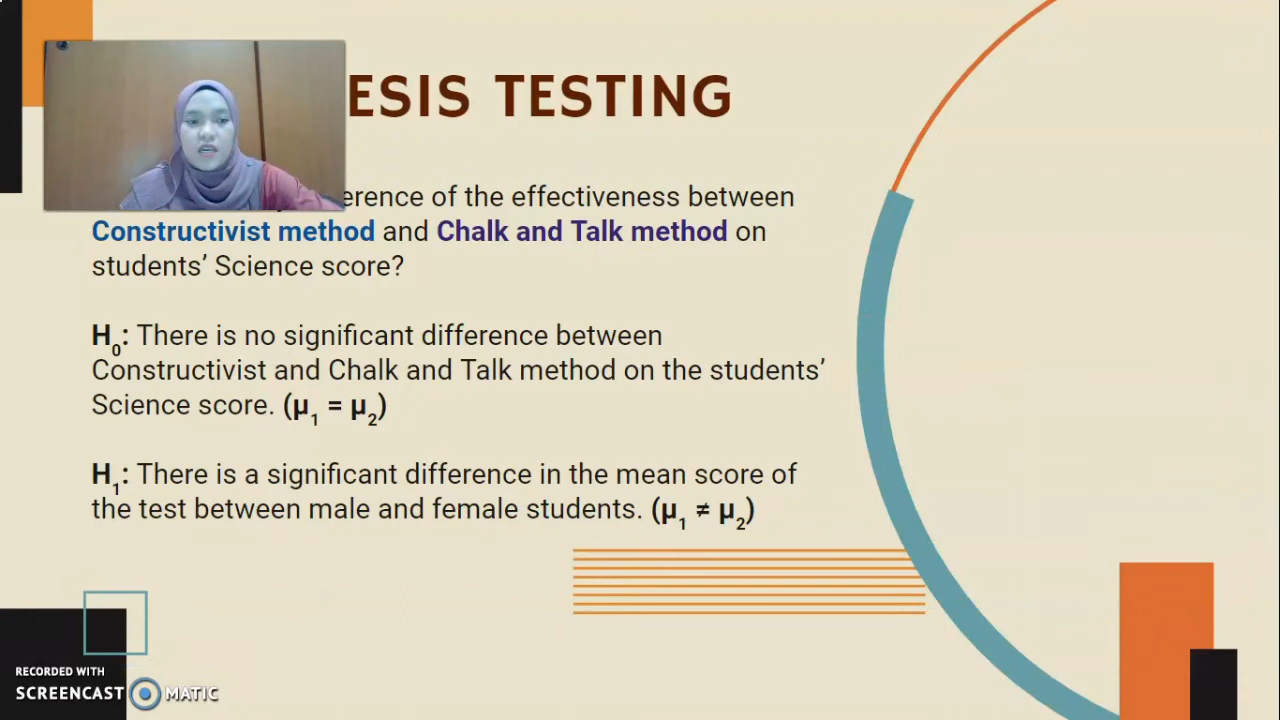 ESIS TESTING
erence of the effectiveness between
Constructivist method and Chalk and Talk method on
students’ Science score?
H₀: There is no significant difference between
Constructivist and Chalk and Talk method on the students’
Science score. (μ₁ = μ₂)
H₁: There is a significant difference in the mean score of
the test between male and female students. (μ₁ ≠ μ₂)
RECORDED WITH
SCREENCAST MATIC